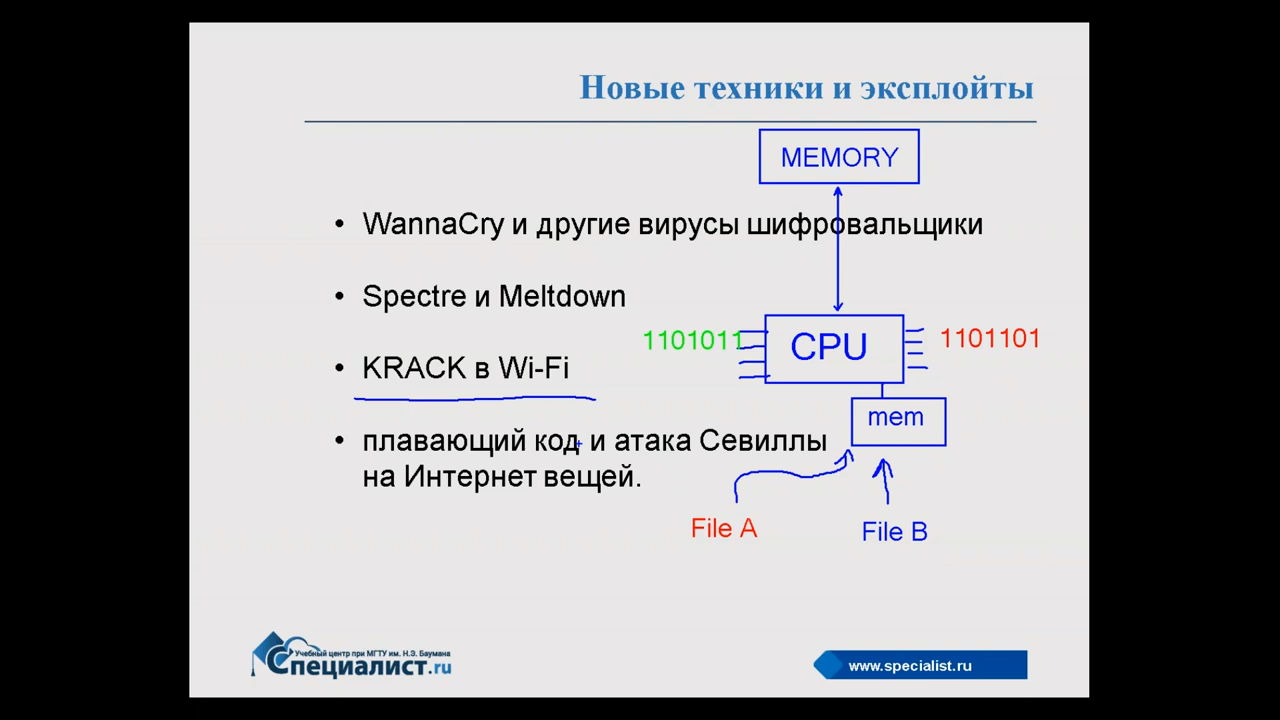 Новые техники и эксплойты
MEMORY
• WannaCry и другие вирусы шифровальщики
• Spectre и Meltdown
1101011
CPU
1101101
• KRACK в Wi-Fi
mem
• плавающий код и атака Севиллы
на Интернет вещей.
File A
File B
Учебный центр при МГТУ им. Н.Э. Баумана
Специалист.ru
www.specialist.ru